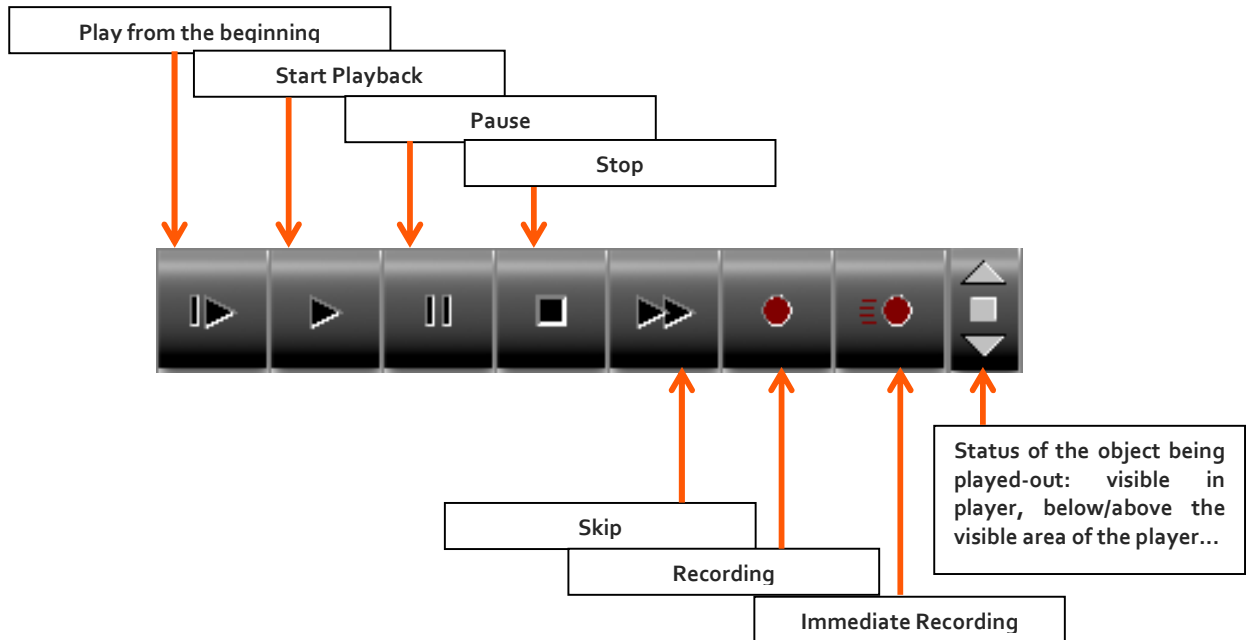 Play from the beginning
Start Playback
Pause
Stop
Status of the object being
played-out: visible in
player, below/above the
visible area of the player...
Skip
Recording
Immediate Recording